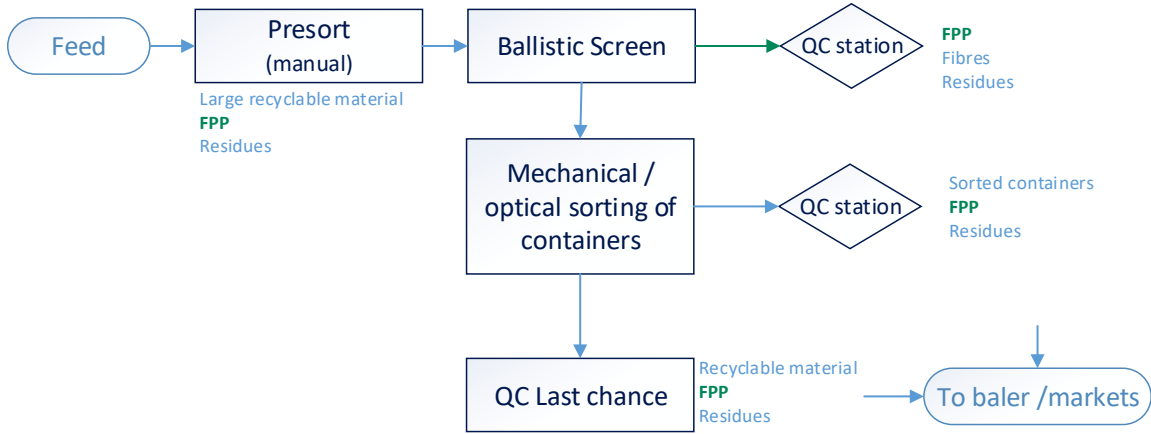 Feed
Presort
(manual)
Ballistic Screen
QC station
FPP
Fibres
Residues
Large recyclable material
FPP
Residues
Mechanical /
optical sorting of
containers
QC station
Sorted containers
FPP
Residues
QC Last chance
Recyclable material
FPP
Residues
To baler /markets